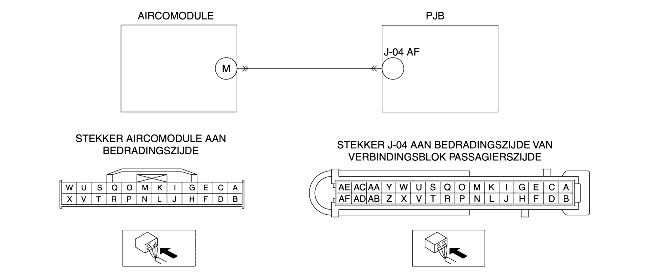 AIRCOMODULE
PJB
M
J-04 AF
STEKKER AIRCOMODULE AAN
BEDRADINGSZIJDE
STEKKER J-04 AAN BEDRADINGSZIJDE VAN
VERBINDINGSBLOK PASSAGIERSZIJDE
W U S Q O M K I G E C A
X V T R P N L J H F D B
AE AC AA Y W U S Q O M K I G E C A
AF AD AB Z X V T R P N L J H F D B